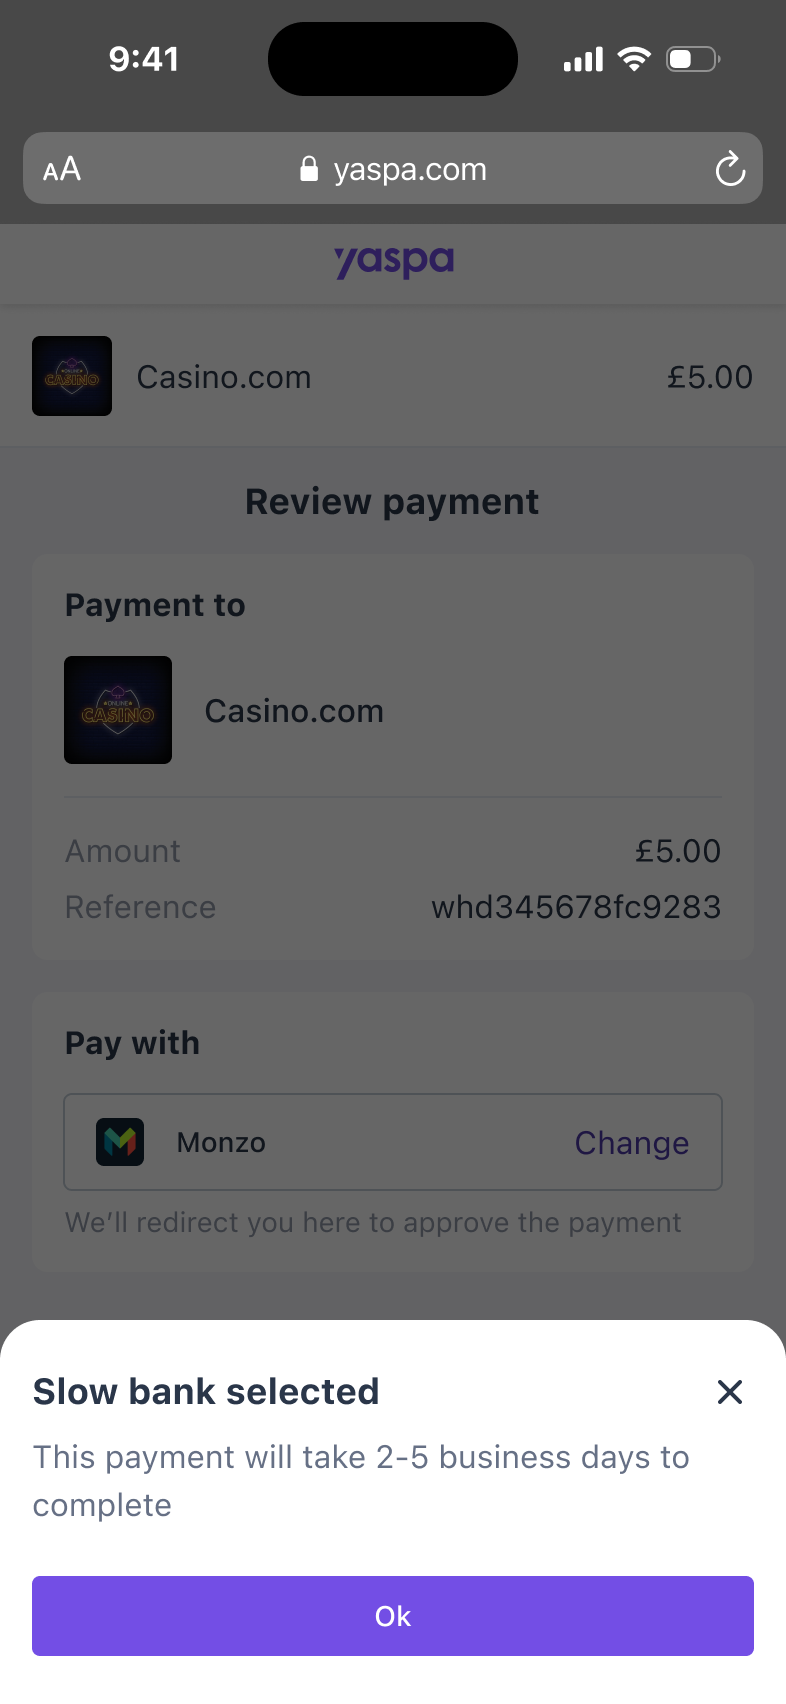 9:41
AA yaspa.com
yaspa
ONLINE
CASINO
Casino.com £5.00
Review payment
Payment to
ONLINE
CASINO
Casino.com
Amount £5.00
Reference whd345678fc9283
Pay with
Monzo Change
We’ll redirect you here to approve the payment
Slow bank selected
This payment will take 2-5 business days to
complete
Ok